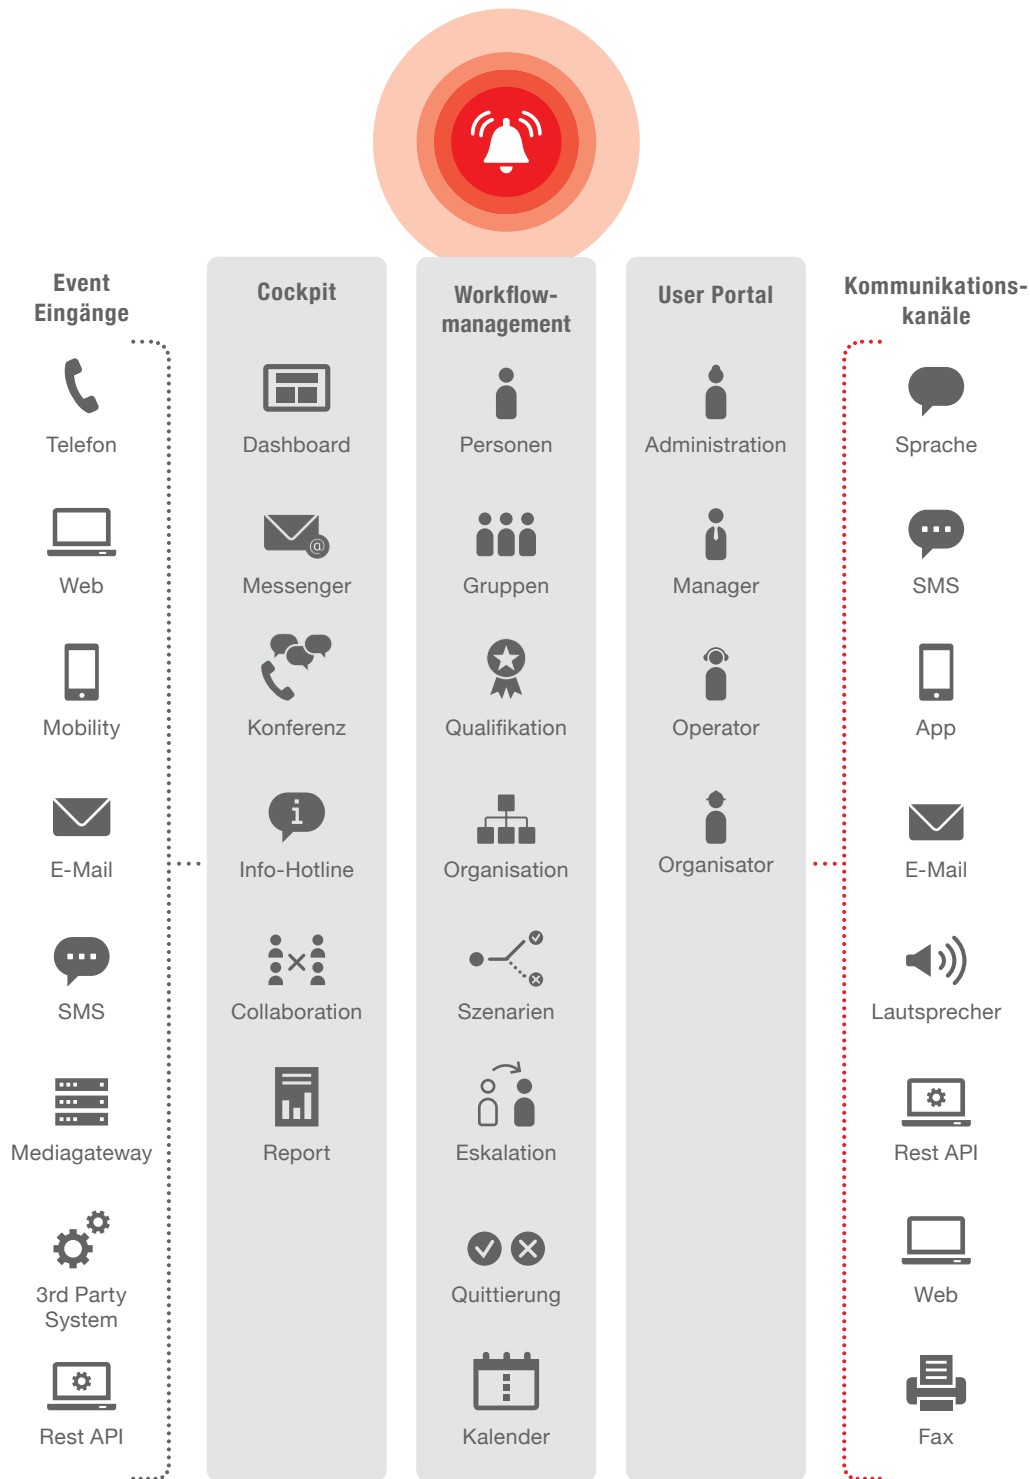 Event
Eingänge
Telefon
Web
Mobility
E-Mail
SMS
Mediagateway
3rd Party
System
Rest API
Cockpit
Dashboard
@
Messenger
Konferenz
i
Info-Hotline
Collaboration
Report
Workflow-
management
Personen
Gruppen
Qualifikation
Organisation
Szenarien
Eskalation
Quittierung
Kalender
User Portal
Administration
Manager
Operator
Organisator
Kommunikations-
kanäle
Sprache
SMS
App
E-Mail
Lautsprecher
Rest API
Web
Fax